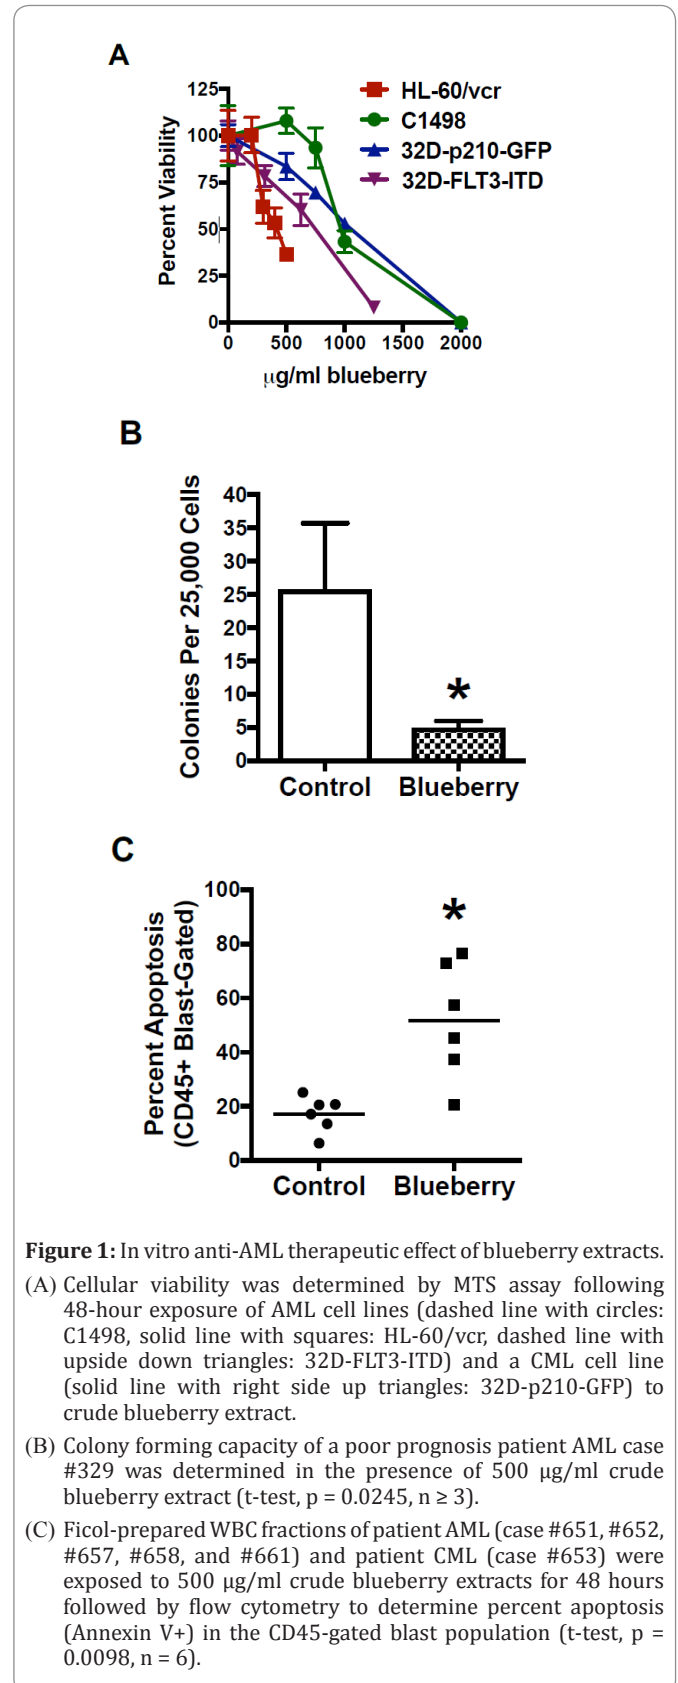 A
125
100
75
50
25
0
Percent Viability
HL-60/vcr
C1498
32D-p210-GFP
32D-FLT3-ITD
0 500 1000 1500 2000
μg/ml blueberry
B
Colonies Per 25,000 Cells
40
35
30
25
20
15
10
5
0
*
Control Blueberry
C
Percent Apoptosis
(CD45+ Blast-Gated)
100
80
60
40
20
0
*
Control Blueberry
Figure 1: In vitro anti-AML therapeutic effect of blueberry extracts.
(A) Cellular viability was determined by MTS assay following
48-hour exposure of AML cell lines (dashed line with circles:
C1498, solid line with squares: HL-60/vcr, dashed line with
upside down triangles: 32D-FLT3-ITD) and a CML cell line
(solid line with right side up triangles: 32D-p210-GFP) to
crude blueberry extract.
(B) Colony forming capacity of a poor prognosis patient AML case
#329 was determined in the presence of 500 μg/ml crude
blueberry extract (t-test, p = 0.0245, n ≥ 3).
(C) Ficol-prepared WBC fractions of patient AML (case #651, #652,
#657, #658, and #661) and patient CML (case #653) were
exposed to 500 μg/ml crude blueberry extracts for 48 hours
followed by flow cytometry to determine percent apoptosis
(Annexin V+) in the CD45-gated blast population (t-test, p =
0.0098, n = 6).